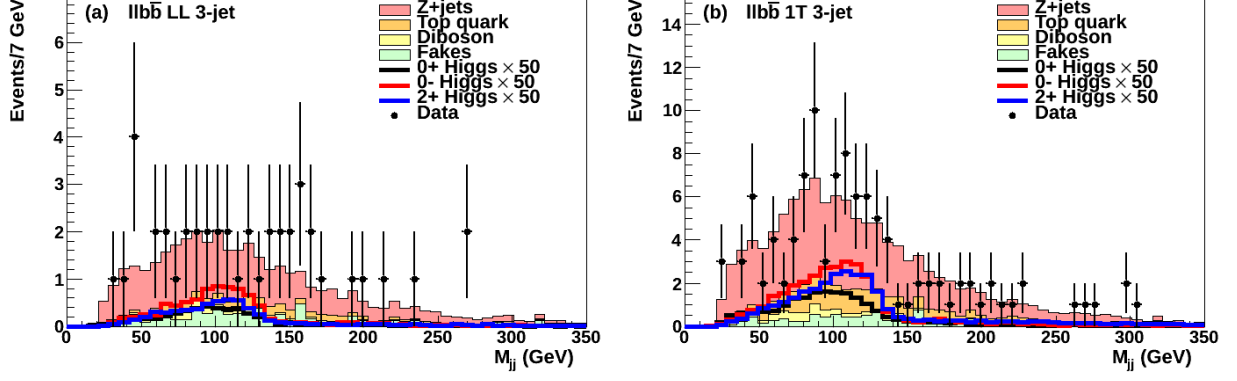 (a) llbb̅ LL 3-jet
Events/7 GeV
6
5
4
3
2
1
0
Z+jets
Top quark
Diboson
Fakes
0+ Higgs × 50
0- Higgs × 50
2+ Higgs × 50
Data
0 50 100 150 200 250 300 350
Mjj (GeV)
(b) llbb̅ 1T 3-jet
Events/7 GeV
14
12
10
8
6
4
2
0
Z+jets
Top quark
Diboson
Fakes
0+ Higgs × 50
0- Higgs × 50
2+ Higgs × 50
Data
0 50 100 150 200 250 300 350
Mjj (GeV)